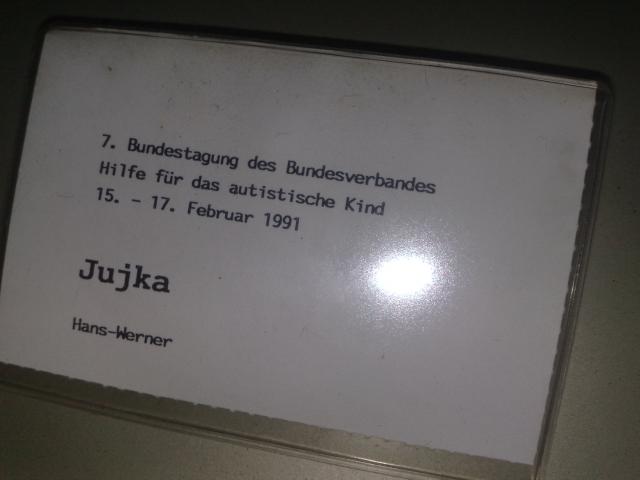 7. Bundestagung des Bundesverbandes
Hilfe für das autistische Kind
15. - 17. Februar 1991
Jujka
Hans-Werner